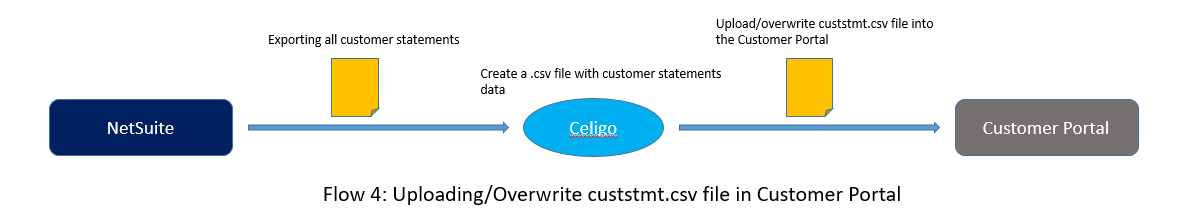 Upload/overwrite custstmt.csv file into
the Customer Portal
Exporting all customer statements
Create a .csv file with customer statements
data
NetSuite
Celigo
Customer Portal
Flow 4: Uploading/Overwrite custstmt.csv file in Customer Portal